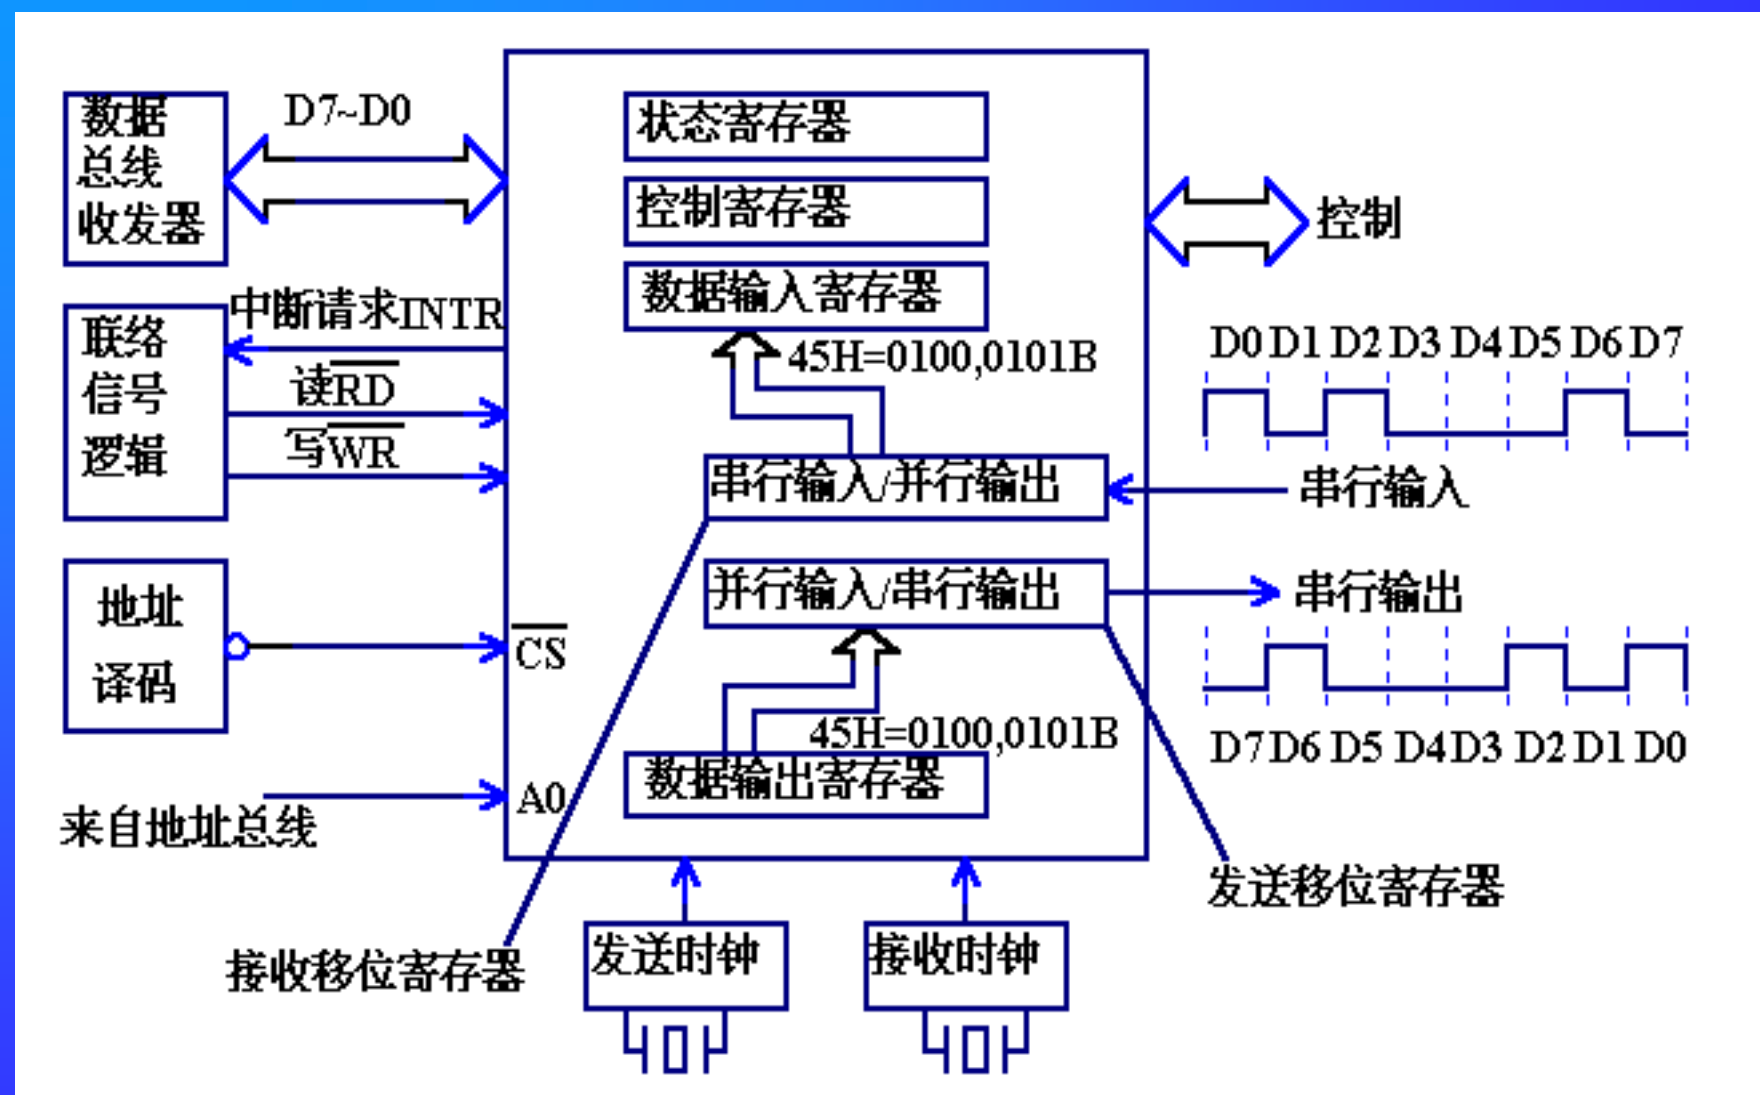 数据
总线
收发器
D7~D0
状态寄存器
控制寄存器
数据输入寄存器
控制
联络
信号
逻辑
中断请求INTR
读RD
写WR
45H=0100,0101B
D0 D1 D2 D3 D4 D5 D6 D7
串行输入/并行输出
串行输入
并行输入/串行输出
串行输出
地址
译码
CS
45H=0100,0101B
D7 D6 D5 D4 D3 D2 D1 D0
数据输出寄存器
A0
来自地址总线
发送移位寄存器
接收移位寄存器
发送时钟
接收时钟